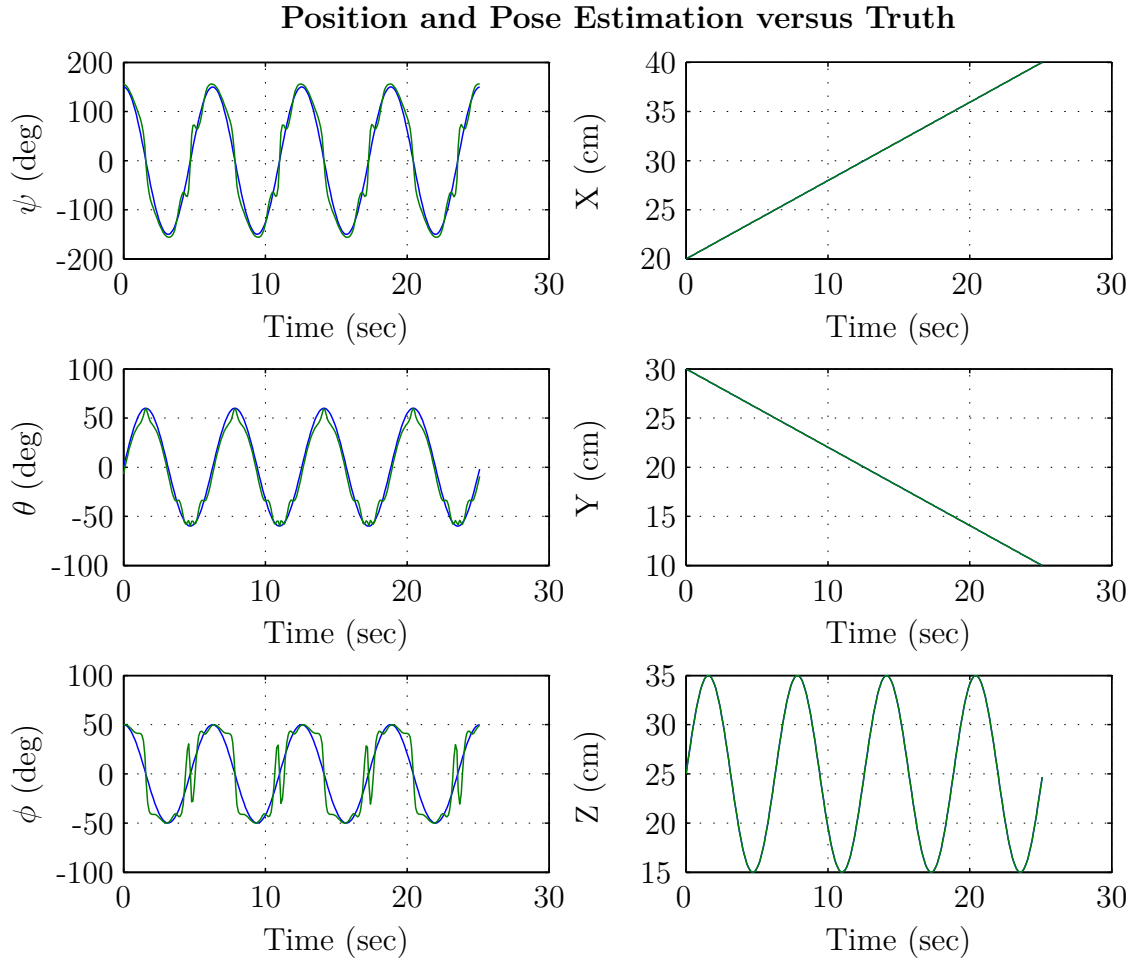 Position and Pose Estimation versus Truth
200
100
0
-100
-200
ψ (deg)
0 10 20 30
Time (sec)
40
35
30
25
20
X (cm)
0 10 20 30
Time (sec)
100
50
0
-50
-100
θ (deg)
0 10 20 30
Time (sec)
30
25
20
15
10
Y (cm)
0 10 20 30
Time (sec)
100
50
0
-50
-100
ϕ (deg)
0 10 20 30
Time (sec)
35
30
25
20
15
Z (cm)
0 10 20 30
Time (sec)